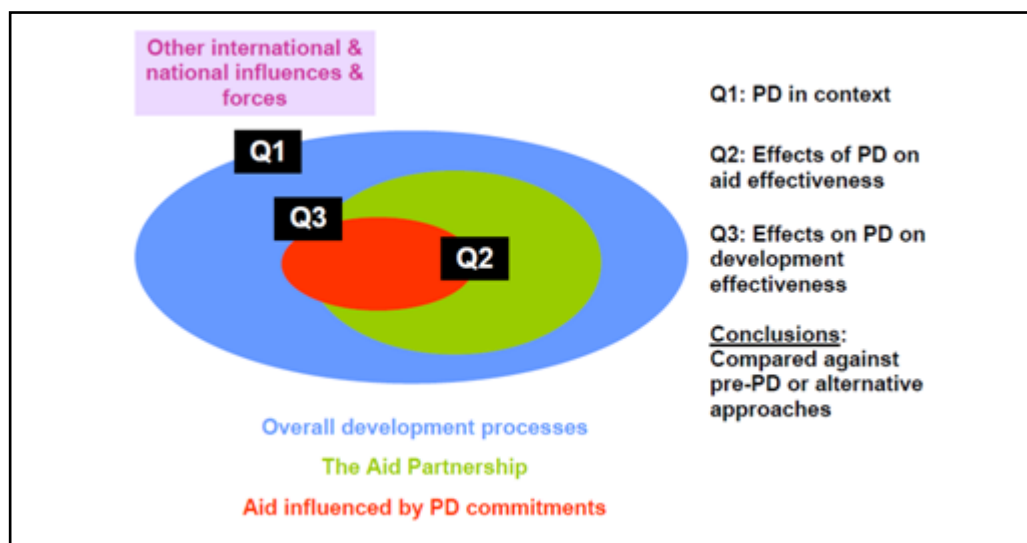 Other international &
national influences &
forces
Q1
Q3
Q2
Q1: PD in context
Q2: Effects of PD on
aid effectiveness
Q3: Effects on PD on
development
effectiveness
Conclusions:
Compared against
pre-PD or alternative
approaches
Overall development processes
The Aid Partnership
Aid influenced by PD commitments